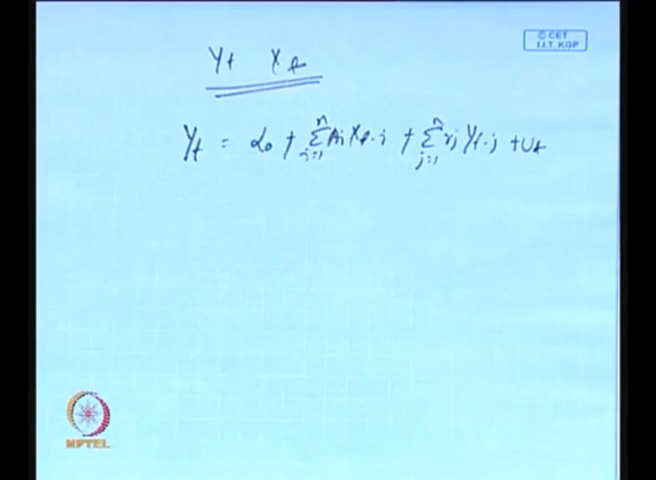 © CET
I.I.T. KGP
Yt Xt
Yt = α0 + Σ_{i=1}^{n} βi Xt-i + Σ_{j=1}^{n} γj Yt-j + Ut
NPTEL